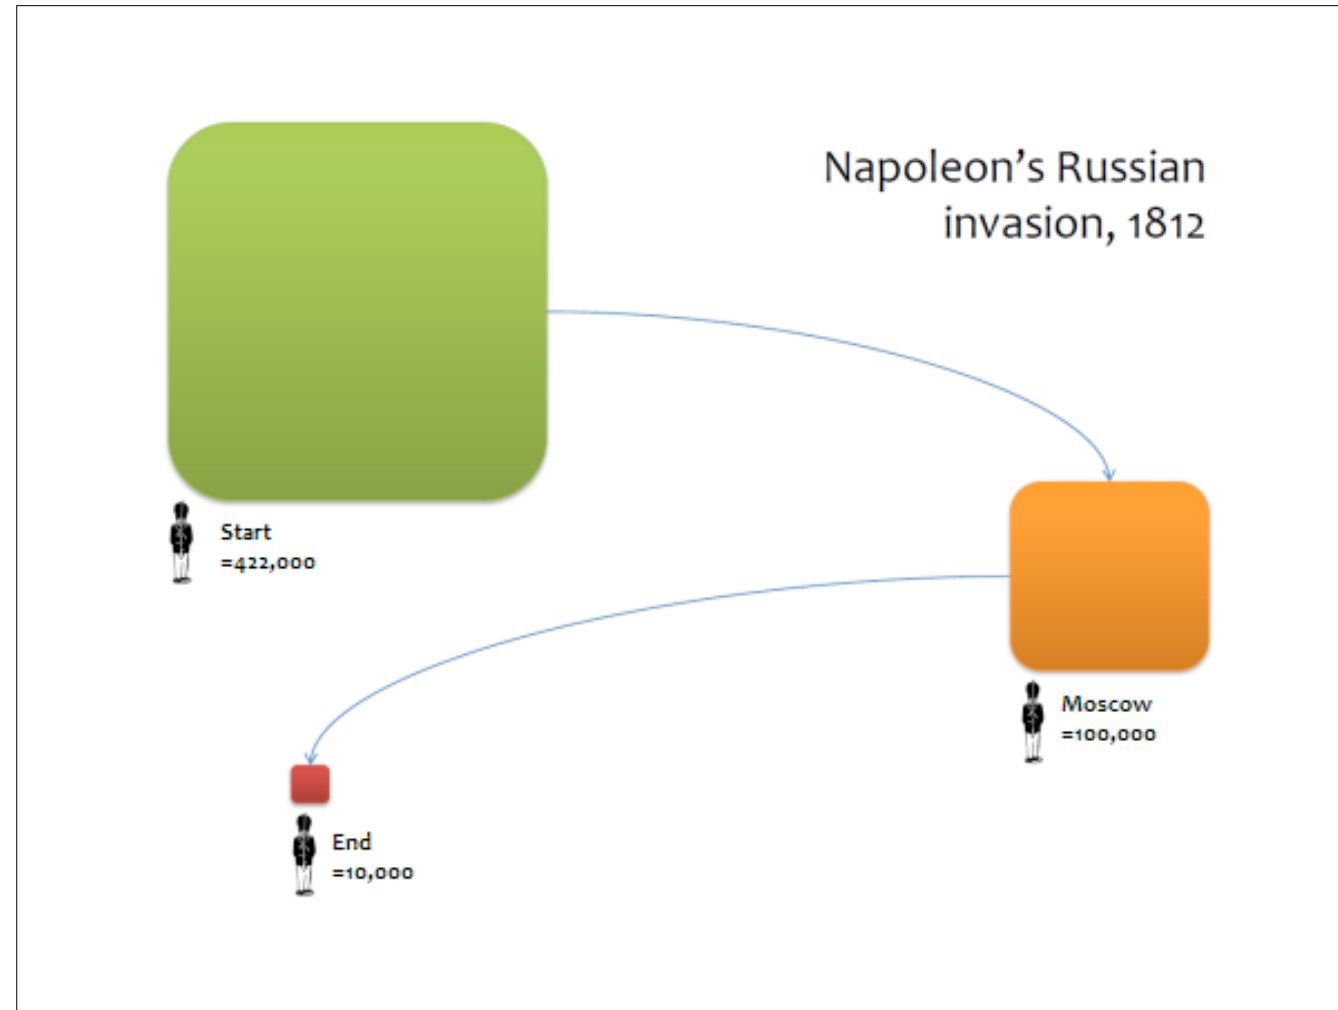 Napoleon’s Russian
invasion, 1812
Start
=422,000
Moscow
=100,000
End
=10,000